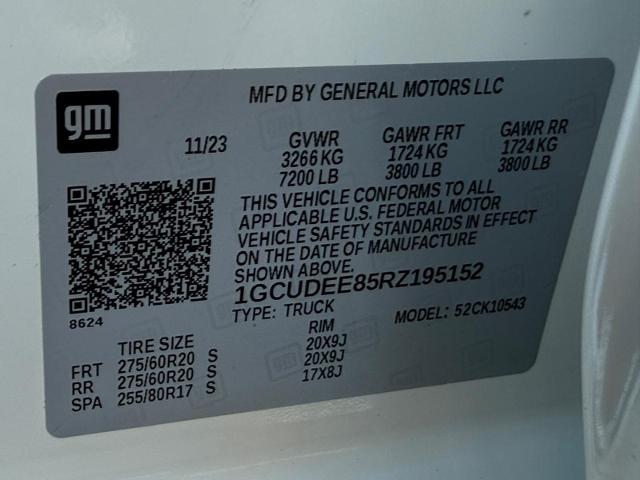 gm
MFD BY GENERAL MOTORS LLC
11/23 GVWR GAWR FRT GAWR RR
3266 KG 1724 KG 1724 KG
7200 LB 3800 LB 3800 LB
THIS VEHICLE CONFORMS TO ALL
APPLICABLE U.S. FEDERAL MOTOR
VEHICLE SAFETY STANDARDS IN EFFECT
ON THE DATE OF MANUFACTURE
SHOWN ABOVE.
1GCUDEE85RZ195152
8624
TYPE: TRUCK MODEL: 52CK10543
TIRE SIZE RIM
FRT 275/60R20 S 20X9J
RR 275/60R20 S 20X9J
SPA 255/80R17 S 17X8J